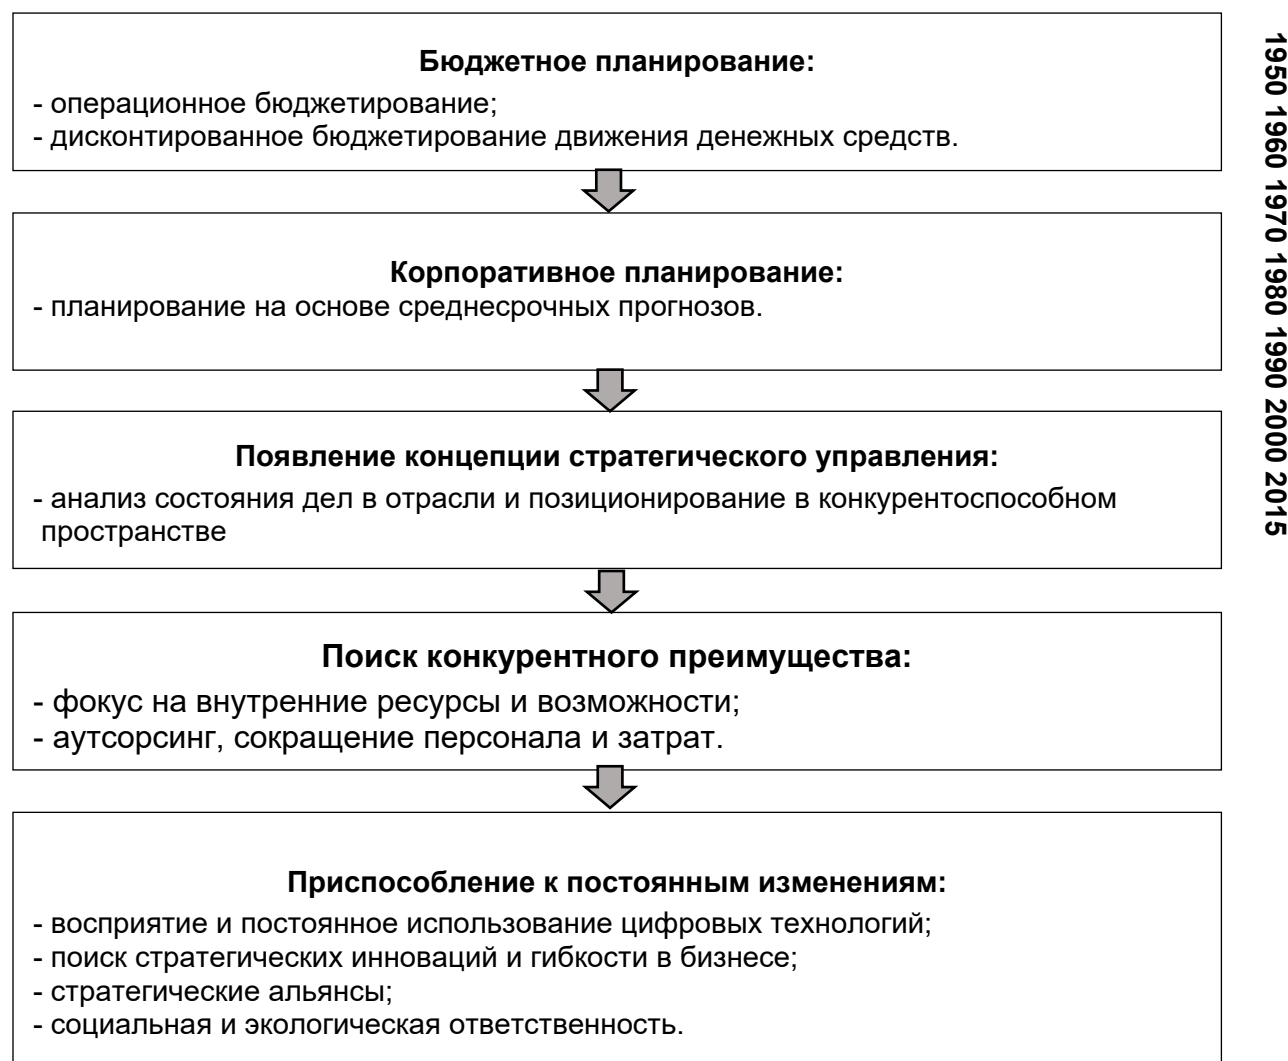 Бюджетное планирование:
- операционное бюджетирование;
- дисконтированное бюджетирование движения денежных средств.
Корпоративное планирование:
- планирование на основе среднесрочных прогнозов.
Появление концепции стратегического управления:
- анализ состояния дел в отрасли и позиционирование в конкурентоспособном
пространстве
Поиск конкурентного преимущества:
- фокус на внутренние ресурсы и возможности;
- аутсорсинг, сокращение персонала и затрат.
Приспособление к постоянным изменениям:
- восприятие и постоянное использование цифровых технологий;
- поиск стратегических инноваций и гибкости в бизнесе;
- стратегические альянсы;
- социальная и экологическая ответственность.
1950 1960 1970 1980 1990 2000 2015